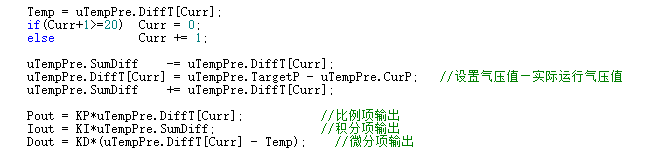 Temp = uTempPre.DiffT[Curr];
if(Curr+1>=20) Curr = 0;
else Curr += 1;
uTempPre.SumDiff -= uTempPre.DiffT[Curr];
uTempPre.DiffT[Curr] = uTempPre.TargetP - uTempPre.CurP; //设置气压值－实际运行气压值
uTempPre.SumDiff += uTempPre.DiffT[Curr];
Pout = KP*uTempPre.DiffT[Curr]; //比例项输出
Iout = KI*uTempPre.SumDiff; //积分项输出
Dout = KD*(uTempPre.DiffT[Curr] - Temp); //微分项输出